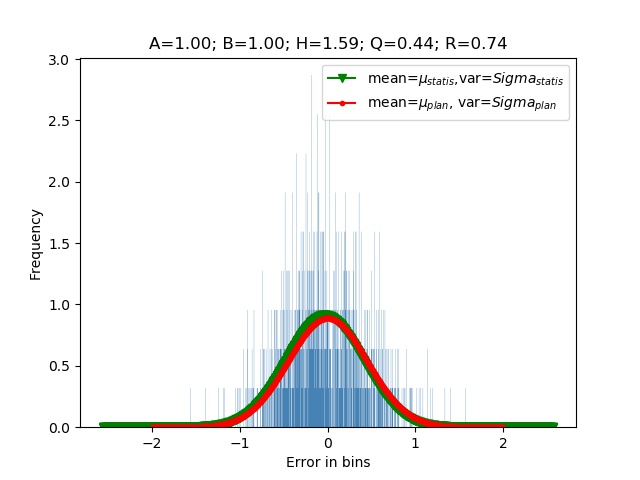 A=1.00; B=1.00; H=1.59; Q=0.44; R=0.74
mean=μstatis,var=Sigmastatis
mean=μplan, var=Sigmaplan
3.0
2.5
2.0
1.5
1.0
0.5
0.0
Frequency
−2 −1 0 1 2
Error in bins